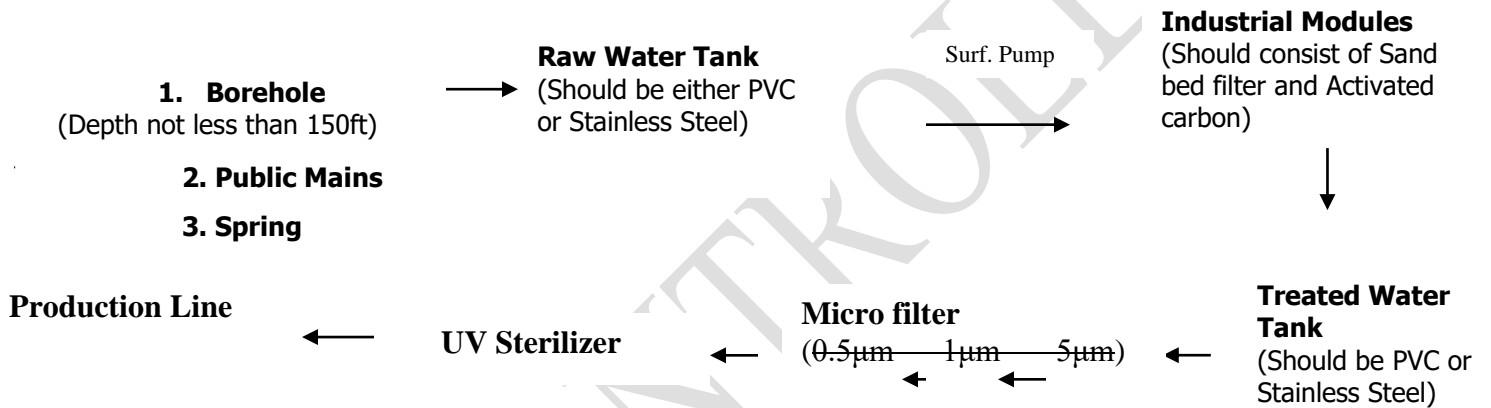 1. Borehole
(Depth not less than 150ft)
2. Public Mains
3. Spring
Raw Water Tank
(Should be either PVC
or Stainless Steel)
Surf. Pump
Industrial Modules
(Should consist of Sand
bed filter and Activated
carbon)
Treated Water
Tank
(Should be PVC or
Stainless Steel)
Micro filter
(0.5µm 1µm 5µm)
UV Sterilizer
Production Line